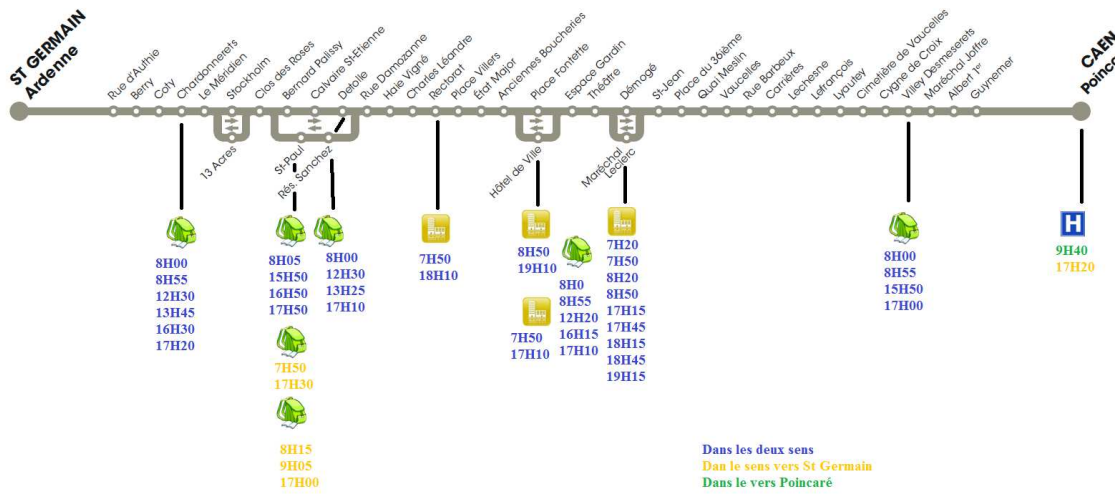 ST GERMAIN
Ardenne
Rue d'Authie
Berry
Coty
Chardonnerets
Le Méridien
Stockholm
Clos des Roses
Bernard Palissy
Calvaire St-Etienne
Detolle
Rue Damozanne
Haie Vigné
Charles Léandre
Rectorat
Place Villers
État Major
Anciennes Boucheries
Place Fontette
Espace Gardin
Théâtre
Démogé
St-Jean
Place du 36ième
Quat Meslin
Vaucelles
Rue Barbeux
Carrières
Lechesne
Lefrançois
Lyautey
Cimetière de Vaucelles
Cygne de Croix
Villey Desmeserets
Maréchal Joffre
Albert 1er
Guynemer
CAEN
Poinca
13 Acres
St-Paul
Rés. Sanchez
Hôtel de Ville
Maréchal
Leclerc
8H00
8H55
12H30
13H45
16H30
17H20
8H05
15H50
16H50
17H50
7H50
17H30
8H15
9H05
17H00
8H00
12H30
13H25
17H10
7H50
18H10
8H50
19H10
7H50
17H10
8H0
8H55
12H20
16H15
17H10
7H20
7H50
8H20
8H50
17H15
17H45
18H15
18H45
19H15
8H00
8H55
15H50
17H00
H
9H40
17H20
Dans les deux sens
Dan le sens vers St Germain
Dans le vers Poincaré